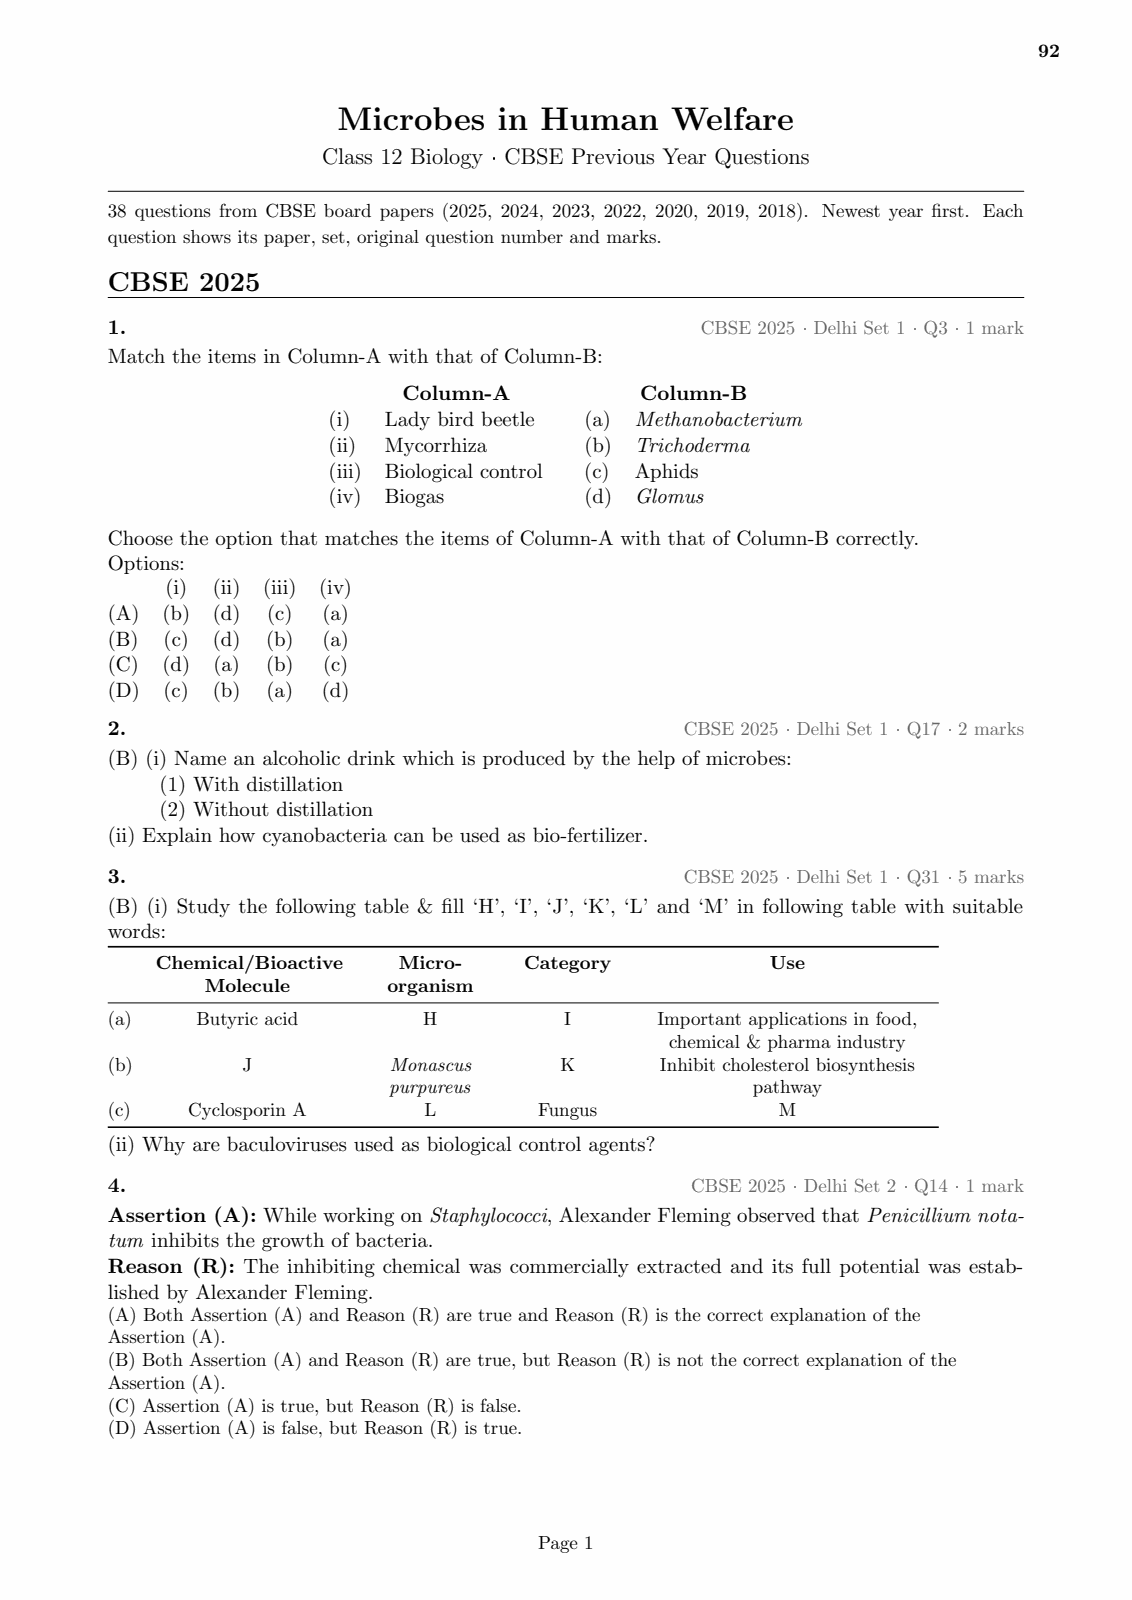 92
Microbes in Human Welfare
Class 12 Biology · CBSE Previous Year Questions
38 questions from CBSE board papers (2025, 2024, 2023, 2022, 2020, 2019, 2018). Newest year first. Each
question shows its paper, set, original question number and marks.
CBSE 2025
1. CBSE 2025 · Delhi Set 1 · Q3 · 1 mark
Match the items in Column-A with that of Column-B:
Column-A Column-B
(i) Lady bird beetle (a) Methanobacterium
(ii) Mycorrhiza (b) Trichoderma
(iii) Biological control (c) Aphids
(iv) Biogas (d) Glomus
Choose the option that matches the items of Column-A with that of Column-B correctly.
Options:
(i) (ii) (iii) (iv)
(A) (b) (d) (c) (a)
(B) (c) (d) (b) (a)
(C) (d) (a) (b) (c)
(D) (c) (b) (a) (d)
2. CBSE 2025 · Delhi Set 1 · Q17 · 2 marks
(B) (i) Name an alcoholic drink which is produced by the help of microbes:
(1) With distillation
(2) Without distillation
(ii) Explain how cyanobacteria can be used as bio-fertilizer.
3. CBSE 2025 · Delhi Set 1 · Q31 · 5 marks
(B) (i) Study the following table & fill ‘H’, ‘I’, ‘J’, ‘K’, ‘L’ and ‘M’ in following table with suitable
words:
Chemical/Bioactive Micro- Category Use
Molecule organism
(a) Butyric acid H I Important applications in food,
chemical & pharma industry
(b) J Monascus K Inhibit cholesterol biosynthesis
purpureus pathway
(c) Cyclosporin A L Fungus M
(ii) Why are baculoviruses used as biological control agents?
4. CBSE 2025 · Delhi Set 2 · Q14 · 1 mark
Assertion (A): While working on Staphylococci, Alexander Fleming observed that Penicillium nota-
tum inhibits the growth of bacteria.
Reason (R): The inhibiting chemical was commercially extracted and its full potential was estab-
lished by Alexander Fleming.
(A) Both Assertion (A) and Reason (R) are true and Reason (R) is the correct explanation of the
Assertion (A).
(B) Both Assertion (A) and Reason (R) are true, but Reason (R) is not the correct explanation of the
Assertion (A).
(C) Assertion (A) is true, but Reason (R) is false.
(D) Assertion (A) is false, but Reason (R) is true.
Page 1